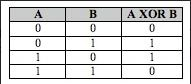 A B A XOR B
0 0 0
0 1 1
1 0 1
1 1 0